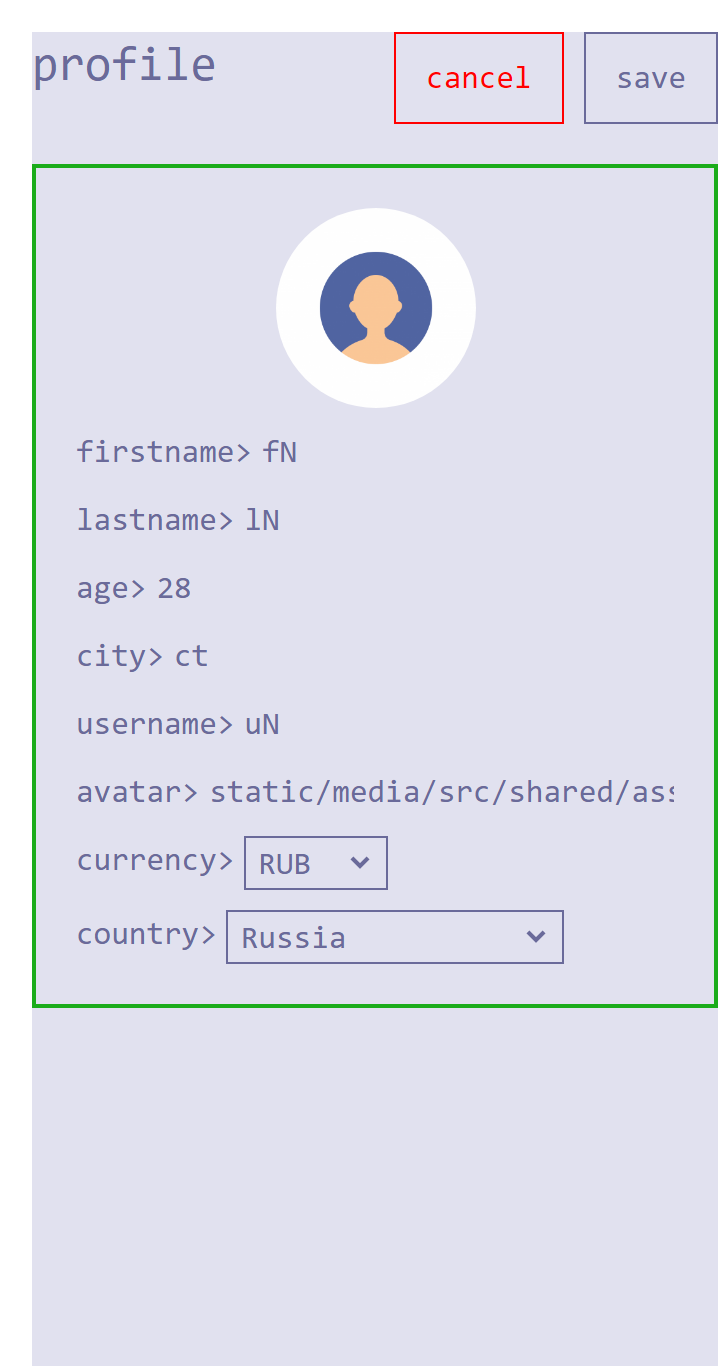 profile cancel save
firstname> fN
lastname> lN
age> 28
city> ct
username> uN
avatar> static/media/src/shared/as
currency> RUB
country> Russia